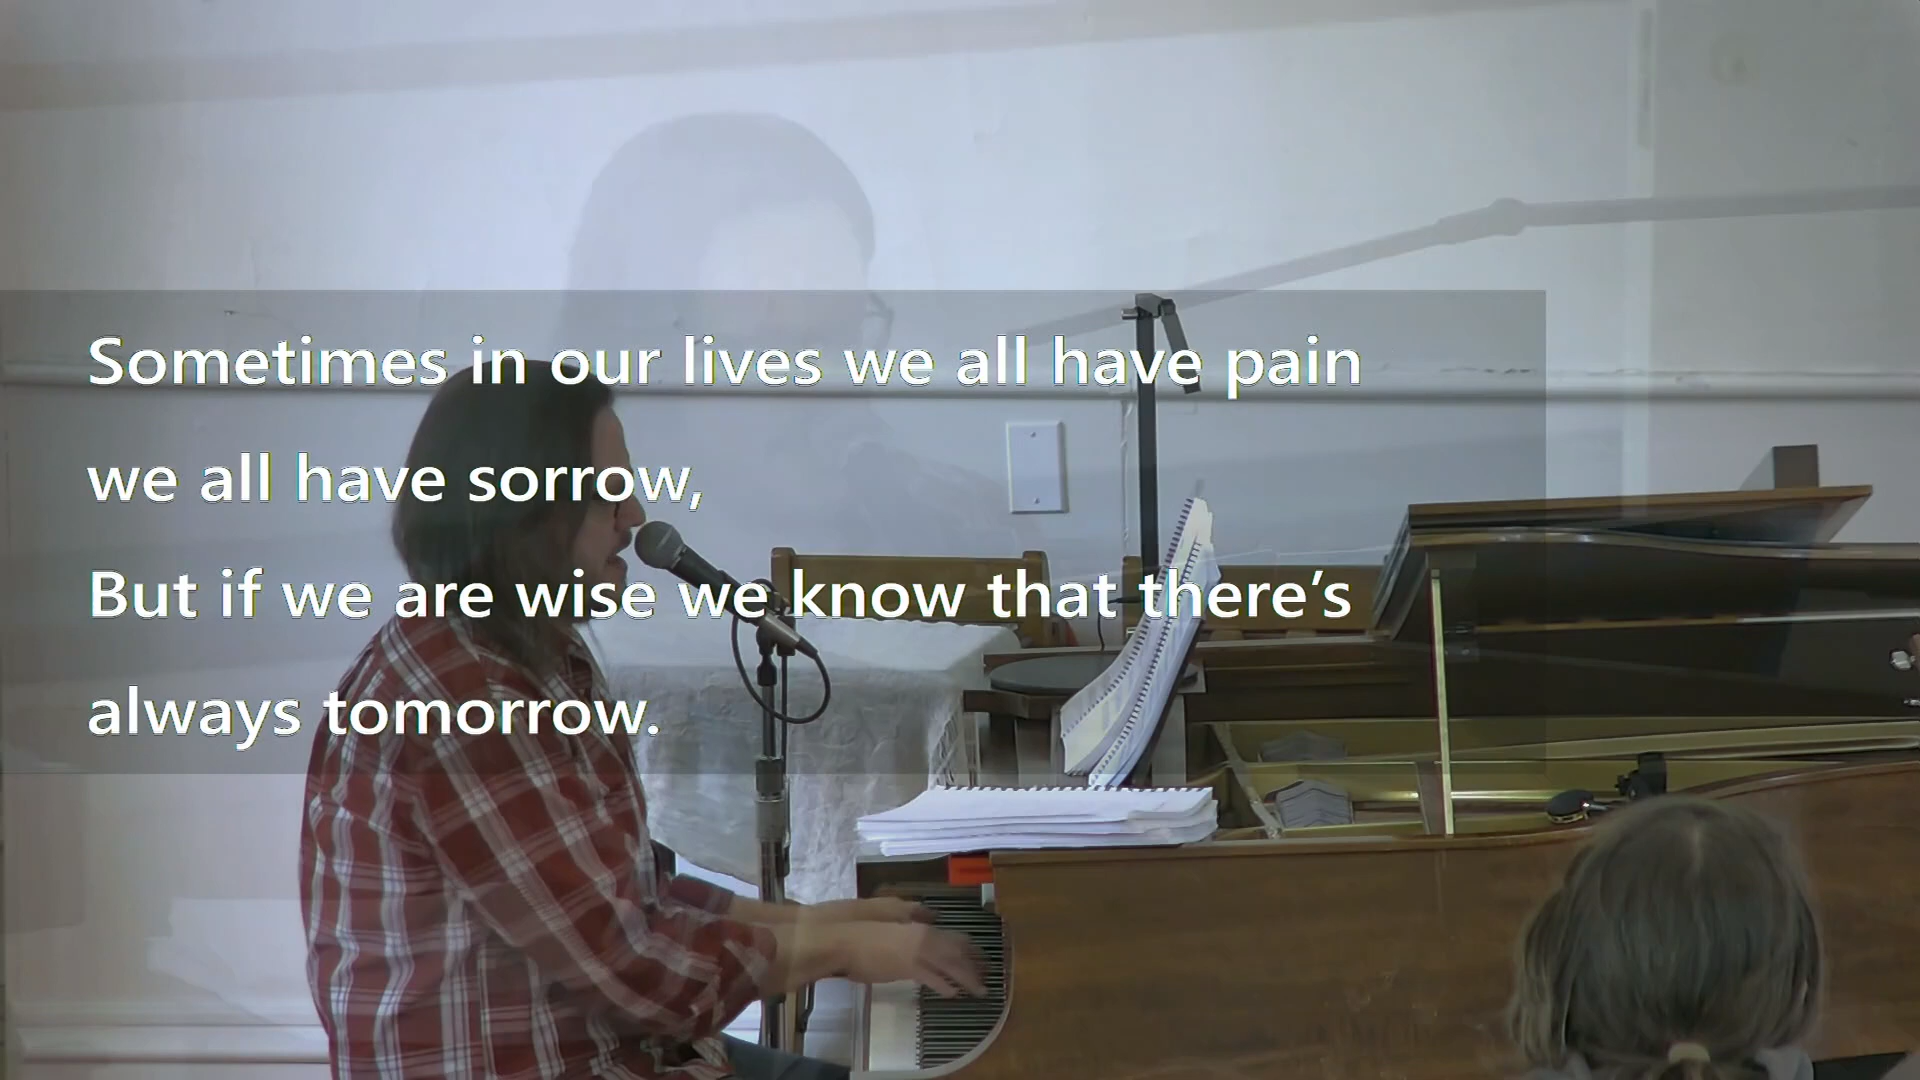 Sometimes in our lives we all have pain
we all have sorrow,
But if we are wise we know that there’s
always tomorrow.